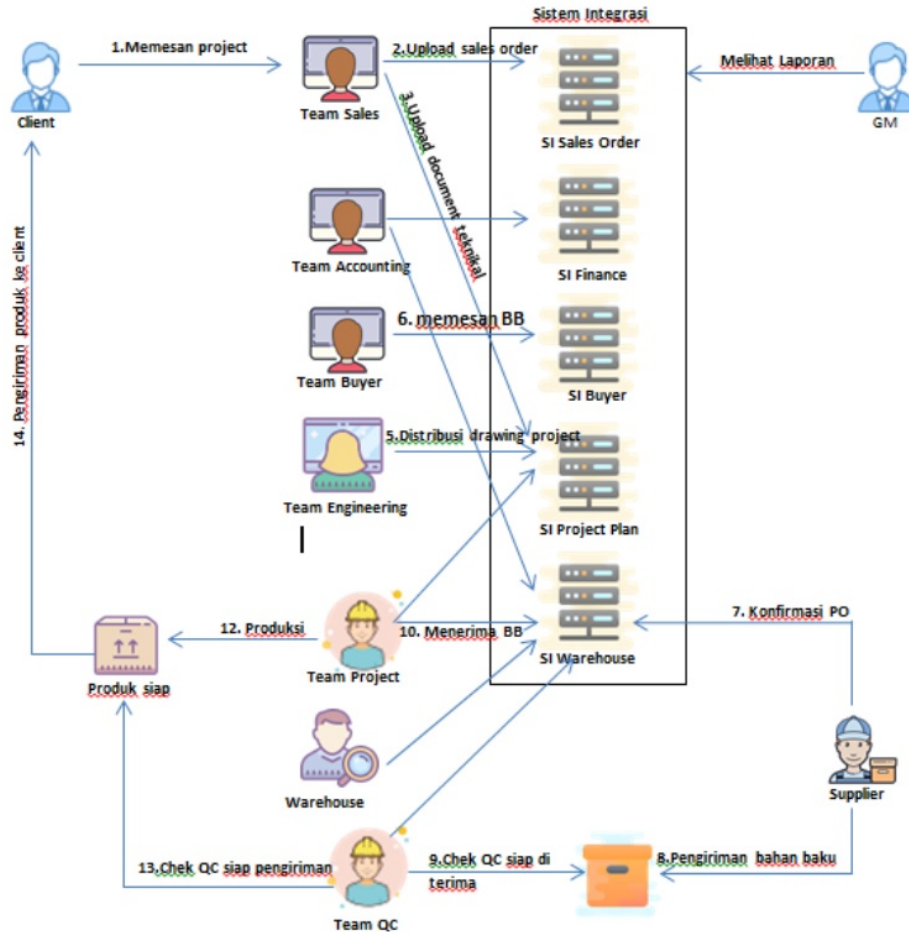 Sistem Integrasi
1.Memesan project
2.Upload sales order
Melihat Laporan
Client
Team Sales
GM
3.Upload document teknikal
SI Sales Order
Team Accounting
SI Finance
6. memesan BB
Team Buyer
SI Buyer
5.Distribusi drawing project
Team Engineering
SI Project Plan
14. Pengiriman produk ke client
12. Produksi
10. Menerima BB
7. Konfirmasi PO
SI Warehouse
Team Project
Produk siap
Warehouse
Supplier
13.Chek QC siap pengiriman
9.Chek QC siap di
terima
8.Pengiriman bahan baku
Team QC